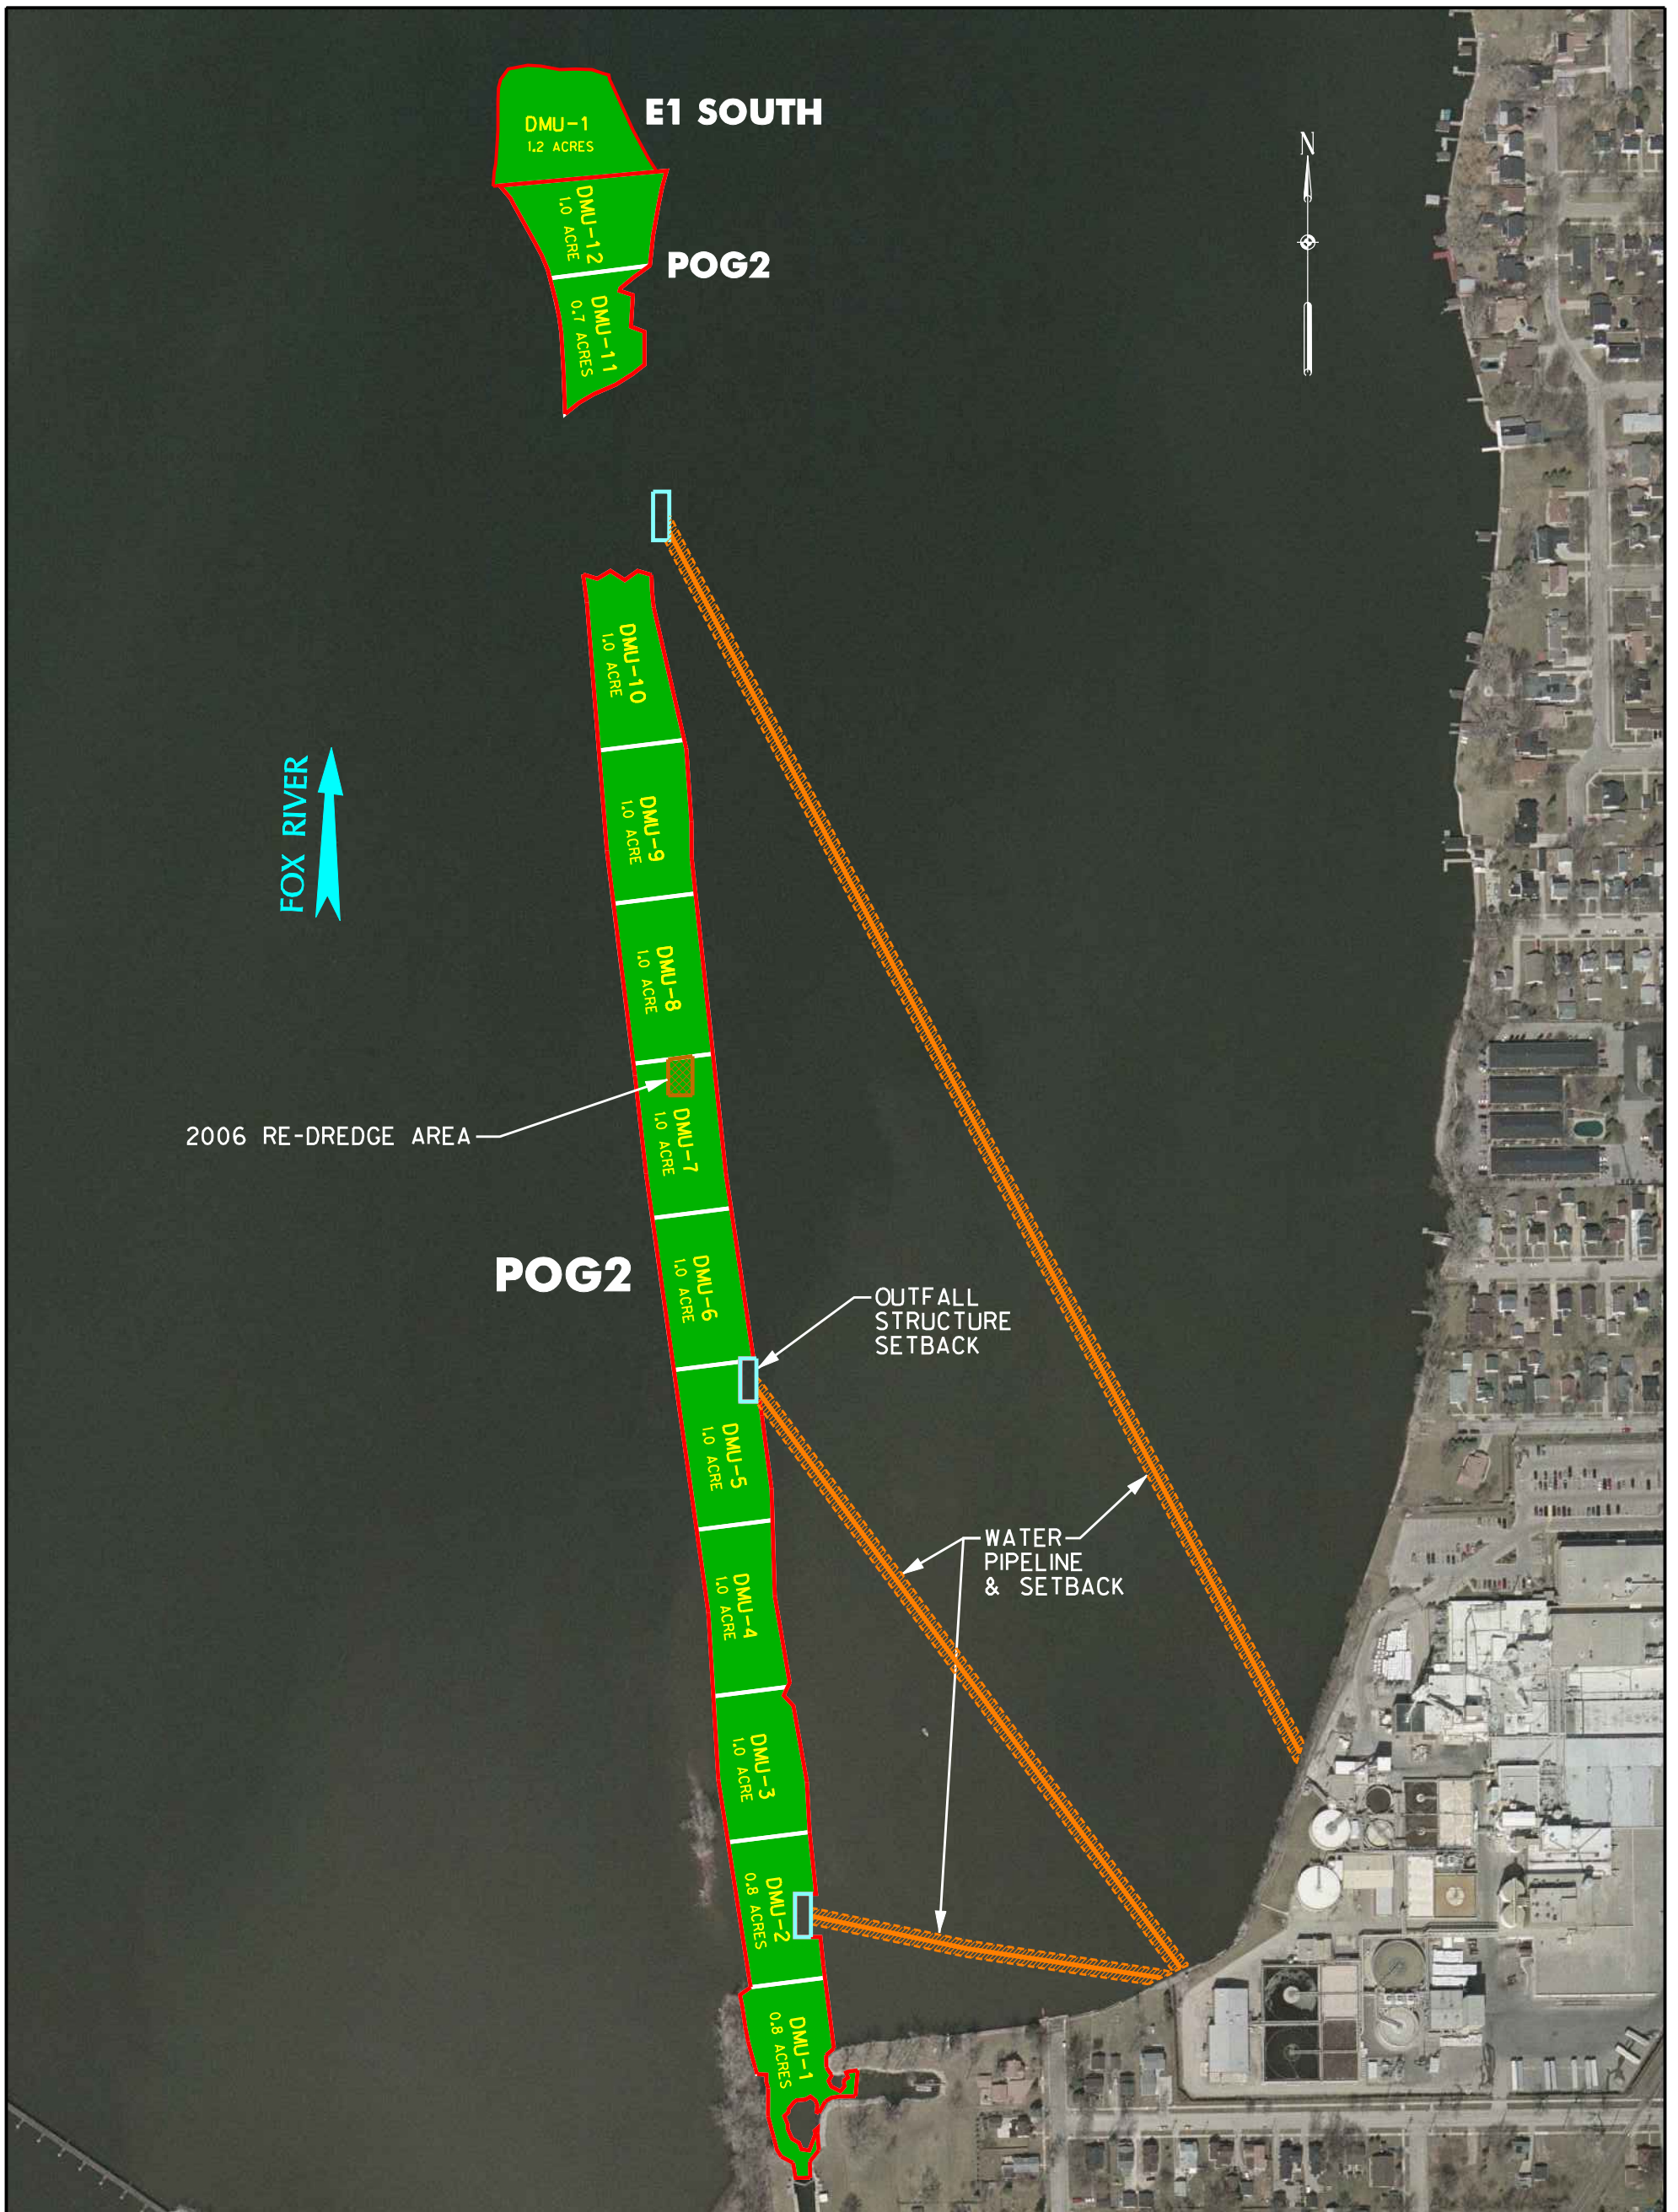 E1 SOUTH
DMU-1
1.2 ACRES
N
DMU-12
1.0 ACRE
POG2
DMU-11
0.7 ACRES
DMU-10
1.0 ACRE
FOX RIVER
DMU-9
1.0 ACRE
DMU-8
1.0 ACRE
2006 RE-DREDGE AREA
DMU-7
1.0 ACRE
POG2
DMU-6
1.0 ACRE
OUTFALL
STRUCTURE
SETBACK
DMU-5
1.0 ACRE
WATER
PIPELINE
& SETBACK
DMU-4
1.0 ACRE
DMU-3
1.0 ACRE
DMU-2
0.8 ACRES
DMU-1
0.8 ACRES